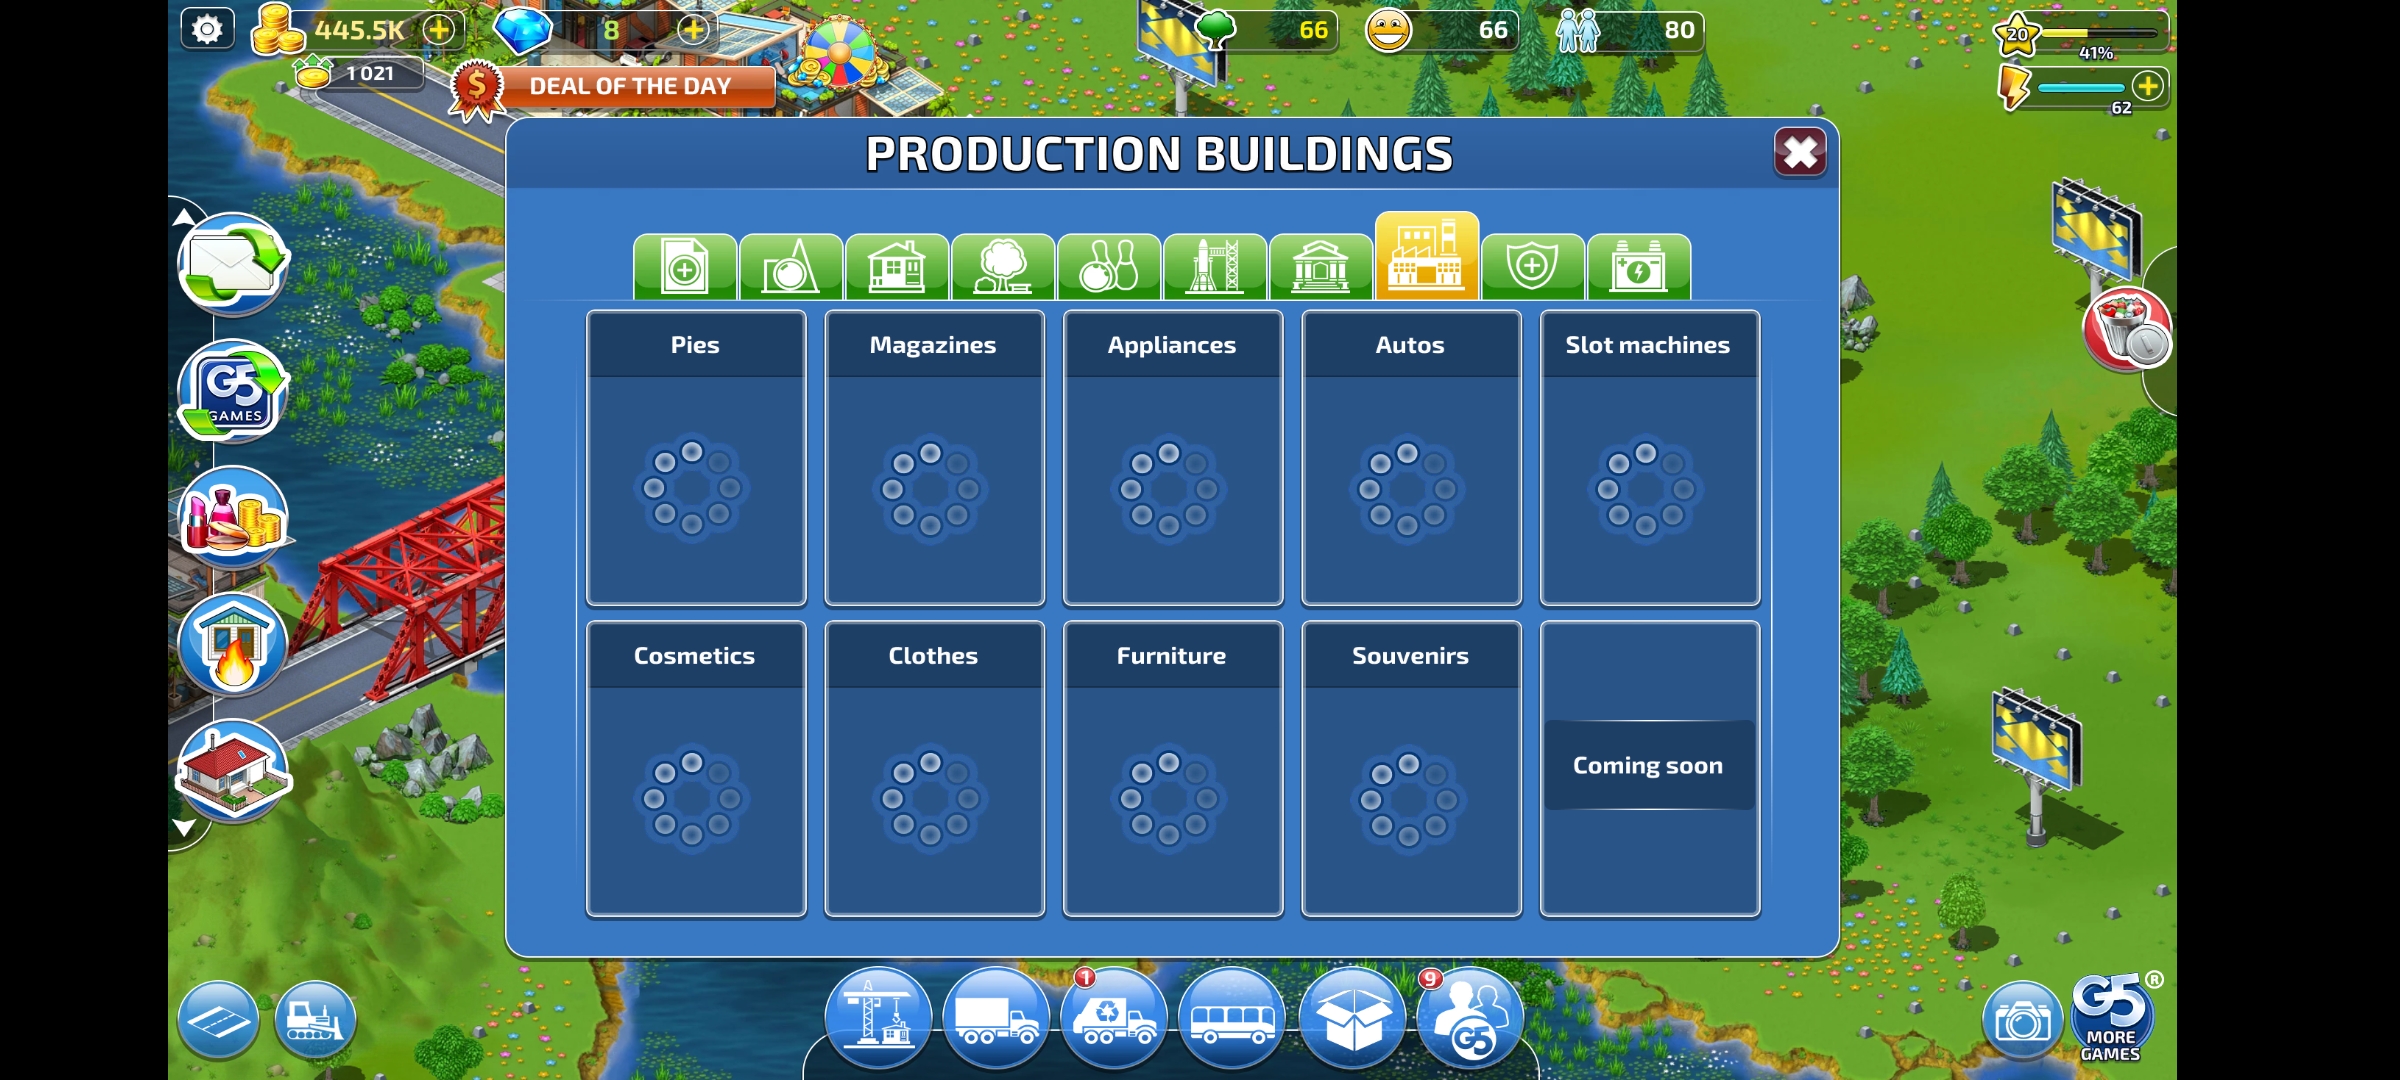 445.5K
8
66
66
80
20
41%
1 021
DEAL OF THE DAY
62
PRODUCTION BUILDINGS
G5
GAMES
Pies
Magazines
Appliances
Autos
Slot machines
Cosmetics
Clothes
Furniture
Souvenirs
Coming soon
1
9
G5
G5®
MORE
GAMES